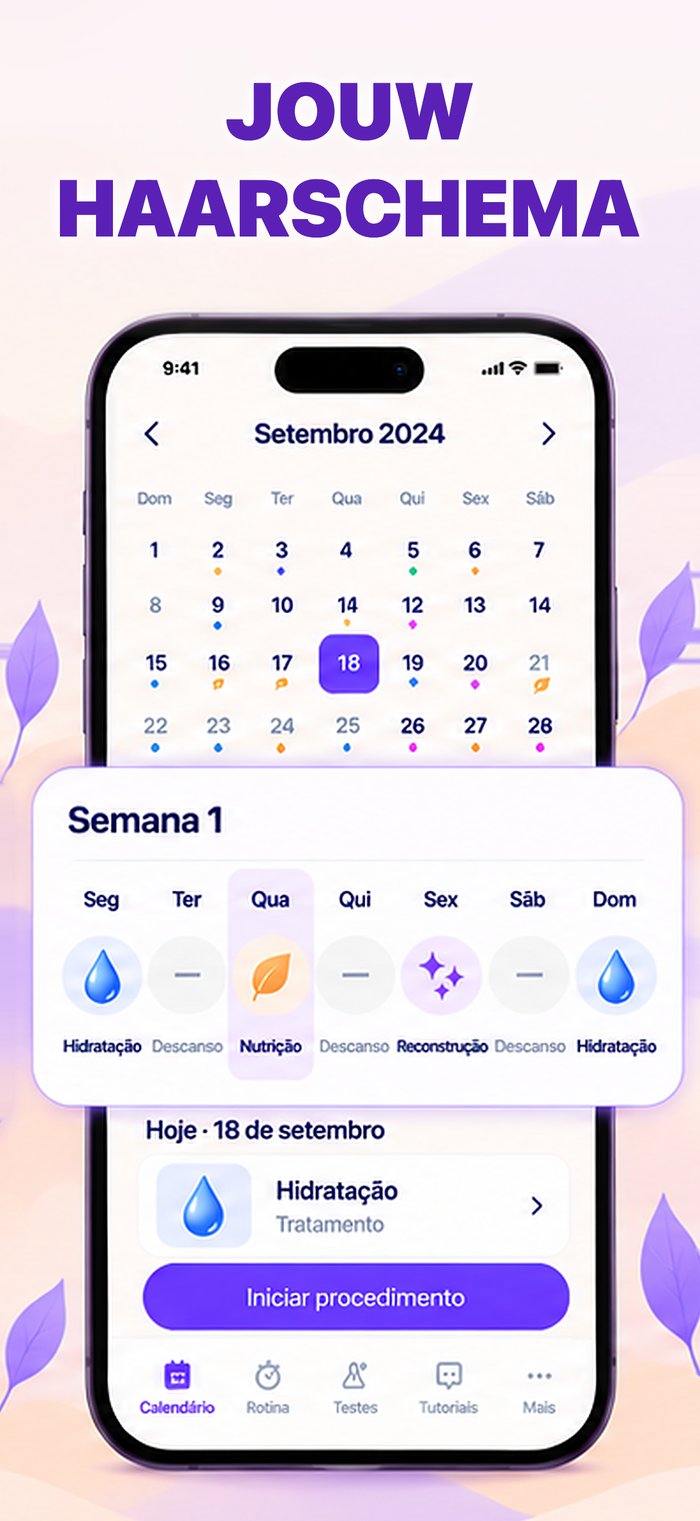 JOUW
HAARSCHEMA
9:41
Setembro 2024
Dom Seg Ter Qua Qui Sex Sáb
1 2 3 4 5 6 7
8 9 10 14 12 13 14
15 16 17 18 19 20 21
22 23 24 25 26 27 28
Semana 1
Seg Ter Qua Qui Sex Sãb Dom
Hidratação Descanso Nutrição Descanso Reconstrução Descanso Hidratação
Hoje · 18 de setembro
Hidratação
Tratamento
Iniciar procedimento
Calendário Rotina Testes Tutoriais Mais